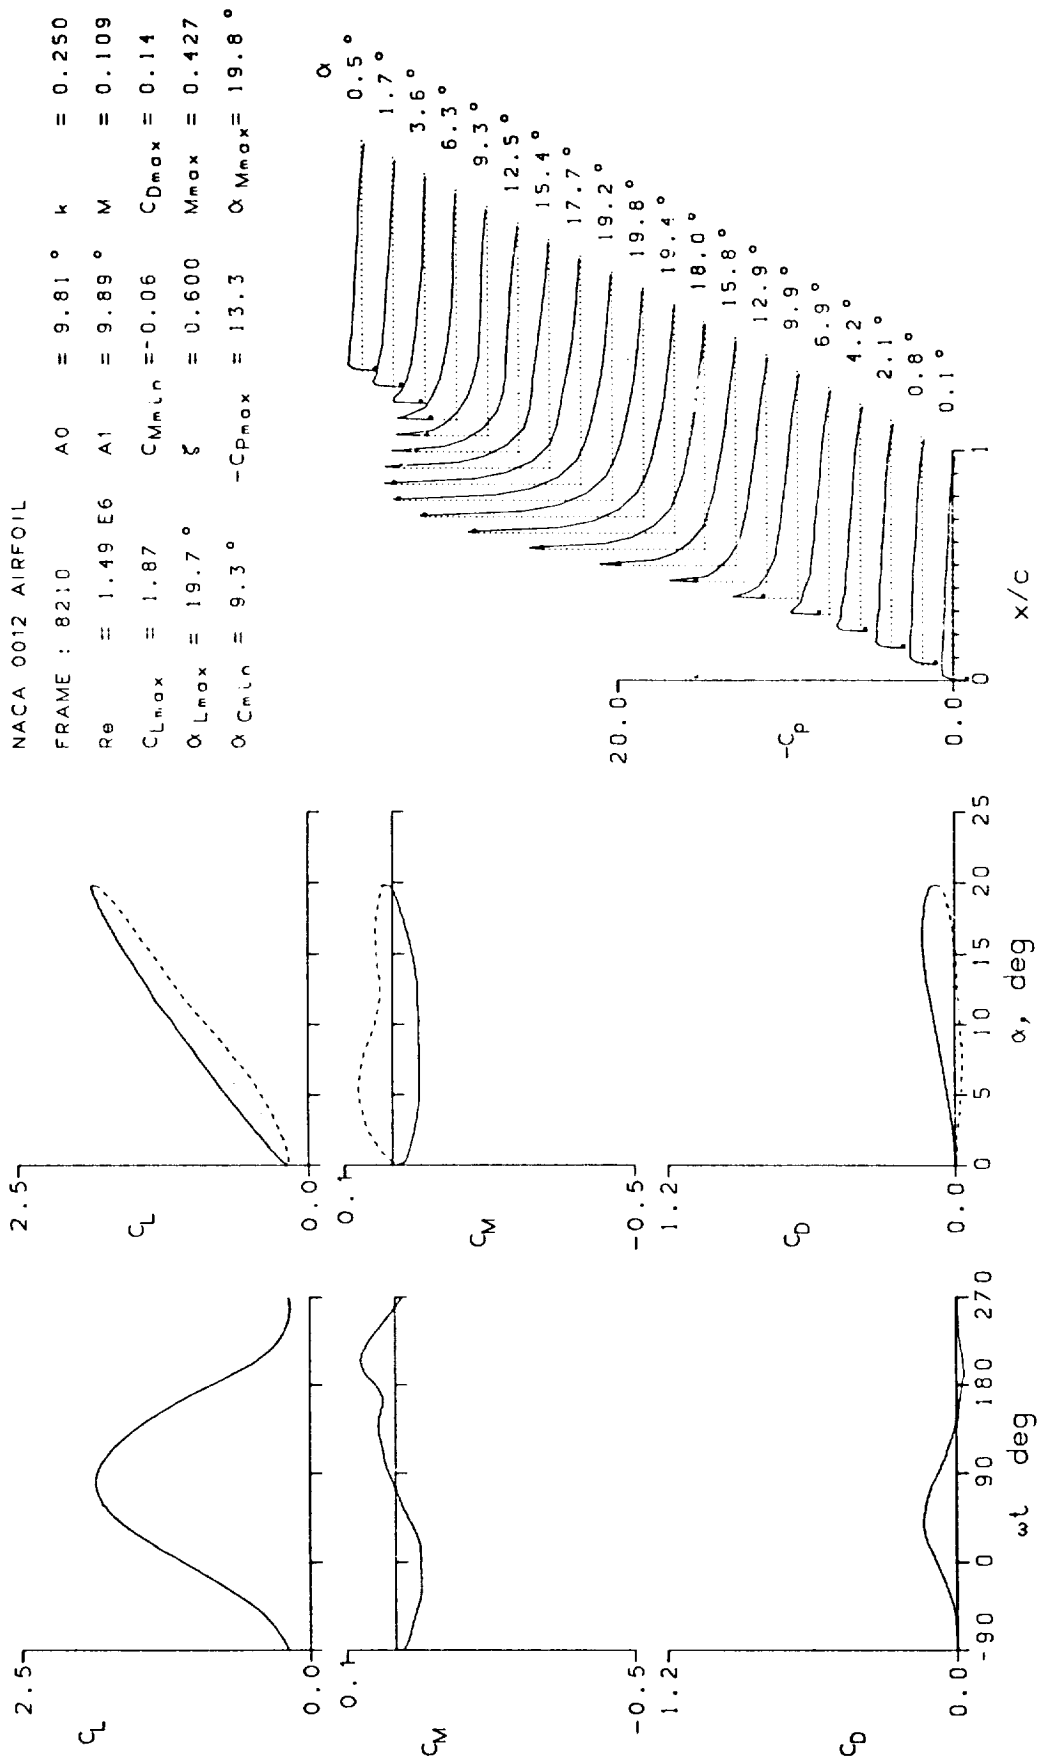 NACA 0012 AIRFOIL
FRAME : 8210 A0 = 9.81° k = 0.250
Re = 1.49 E6 A1 = 9.89° M = 0.109
CLmax = 1.87 CMmin =-0.06 CDmax = 0.14
αLmax = 19.7° ζ = 0.600 Mmax = 0.427
αCmin = 9.3° -CPmax = 13.3 αMmax= 19.8°
2.5
CL
0.0
0.1
CM
-0.5
1.2
CD
0.0
-90 0 90 180 270
ωt deg
2.5
CL
0.0
0.1
CM
-0.5
1.2
CD
0.0
0 5 10 15 20 25
α, deg
α
0.5°
1.7°
3.6°
6.3°
9.3°
12.5°
15.4°
17.7°
19.2°
19.8°
19.4°
18.0°
15.8°
12.9°
9.9°
6.9°
4.2°
2.1°
0.8°
0.1°
20.0
-Cp
0.0
0 1
x/c